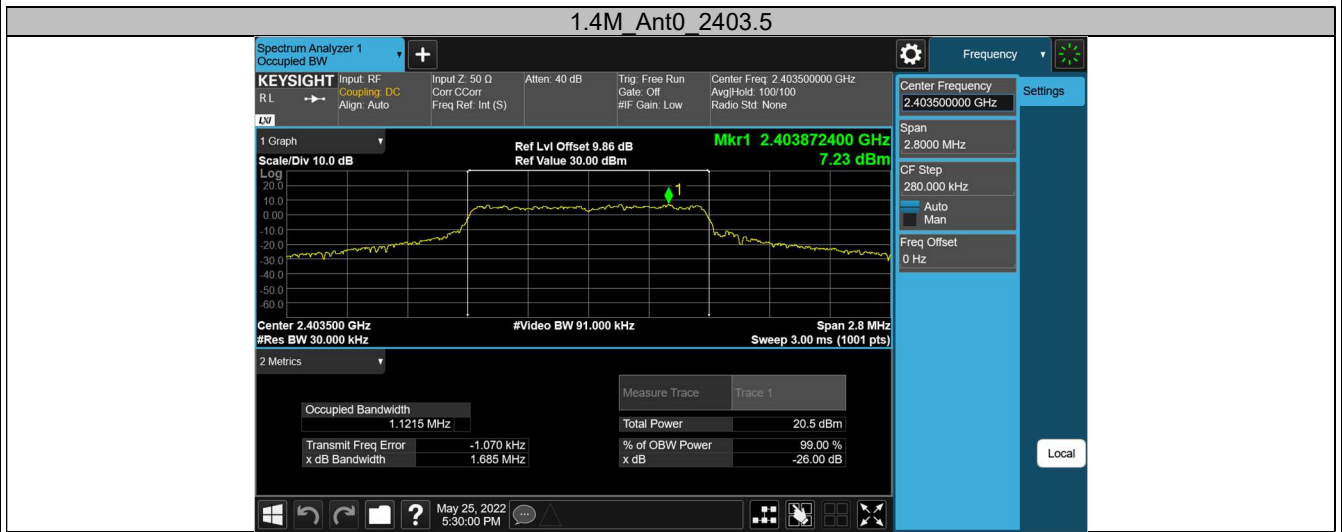 1.4M_Ant0_2403.5
Spectrum Analyzer 1
Occupied BW
+
Frequency
KEYSIGHT
R L
LXI
Input: RF
Coupling: DC
Align: Auto
Input Z: 50 Ω
Corr CCorr
Freq Ref: Int (S)
Atten: 40 dB
Trig: Free Run
Gate: Off
#IF Gain: Low
Center Freq: 2.403500000 GHz
Avg|Hold: 100/100
Radio Std: None
Center Frequency
2.403500000 GHz
Settings
Span
2.8000 MHz
CF Step
280.000 kHz
Auto
Man
Freq Offset
0 Hz
1 Graph
Scale/Div 10.0 dB
Ref Lvl Offset 9.86 dB
Ref Value 30.00 dBm
Mkr1 2.403872400 GHz
7.23 dBm
Log
20.0
10.0
0.00
-10.0
-20.0
-30.0
-40.0
-50.0
-60.0
1
Center 2.403500 GHz
#Res BW 30.000 kHz
#Video BW 91.000 kHz
Span 2.8 MHz
Sweep 3.00 ms (1001 pts)
2 Metrics
Measure Trace Trace 1
Occupied Bandwidth
1.1215 MHz
Total Power 20.5 dBm
Transmit Freq Error -1.070 kHz
% of OBW Power 99.00 %
x dB Bandwidth 1.685 MHz
x dB -26.00 dB
Local
?
May 25, 2022
5:30:00 PM